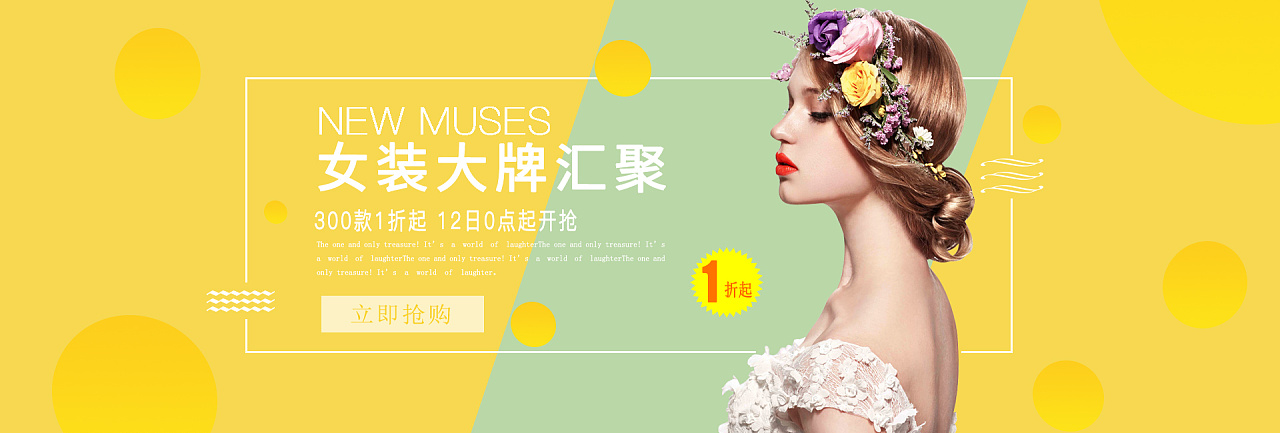 NEW MUSES
女装大牌汇聚
300款1折起 12日0点起开抢
The one and only treasure! It's a world of laughterThe one and only treasure! It's
a world of laughterThe one and only treasure! It's a world of laughterThe one and
only treasure! It's a world of laughter。
立即抢购
1折起